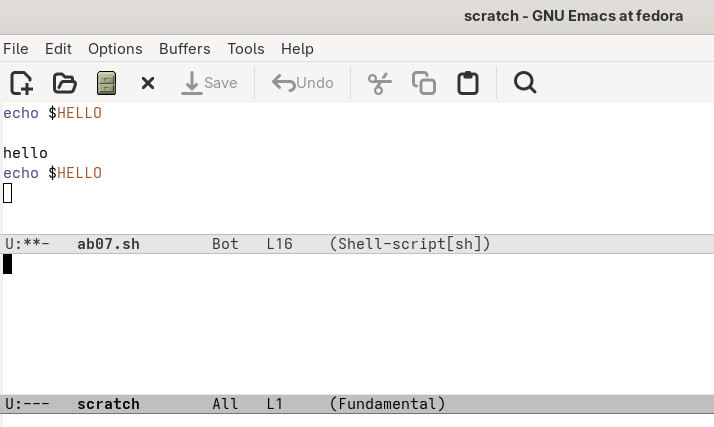 scratch - GNU Emacs at fedora
File Edit Options Buffers Tools Help
Save Undo
echo $HELLO
hello
echo $HELLO
U:**- ab07.sh Bot L16 (Shell-script[sh])
U:--- scratch All L1 (Fundamental)